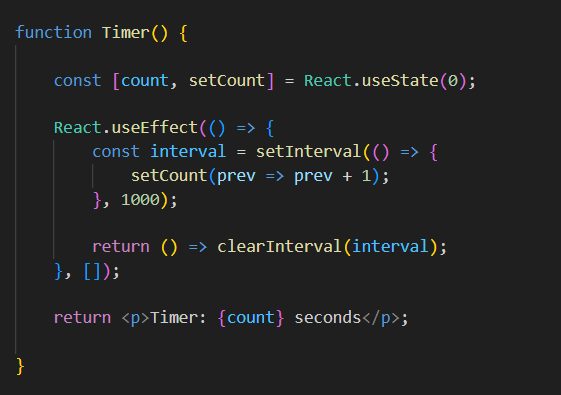 function Timer() {
const [count, setCount] = React.useState(0);
React.useEffect(() => {
const interval = setInterval(() => {
setCount(prev => prev + 1);
}, 1000);
return () => clearInterval(interval);
}, []);
return <p>Timer: {count} seconds</p>;
}